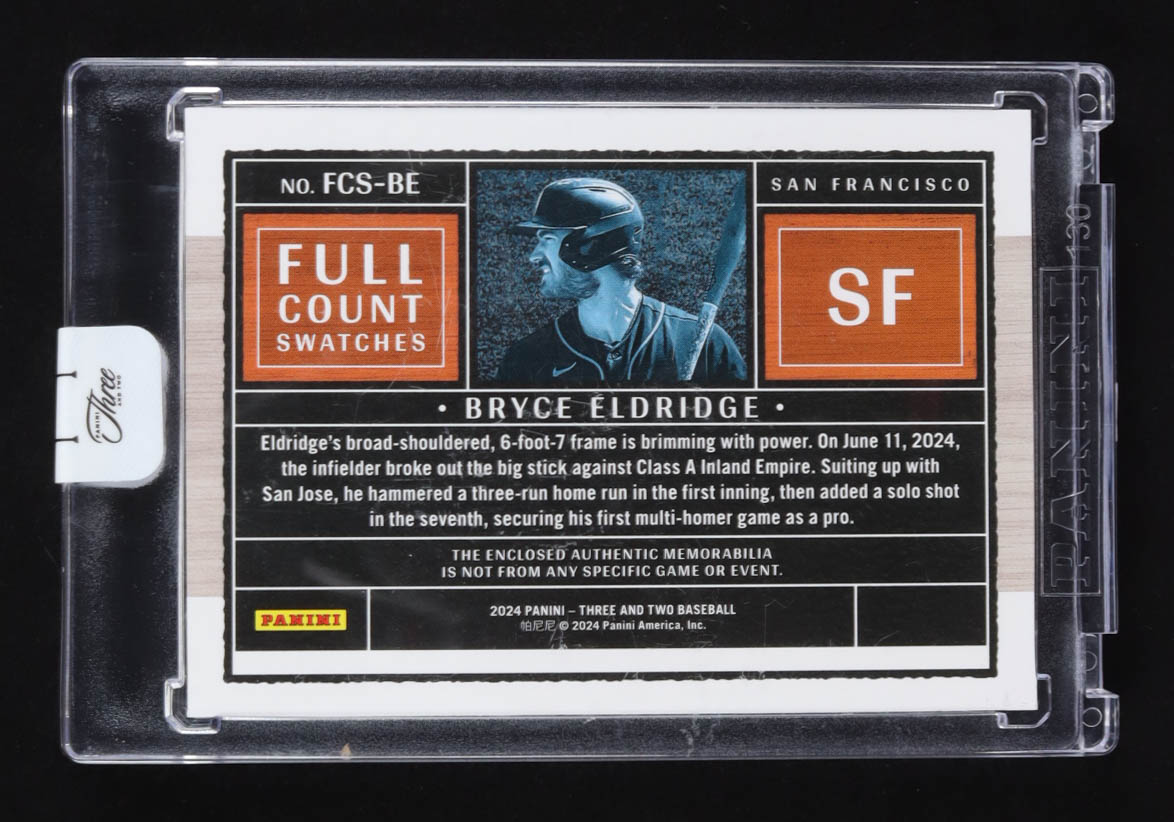 NO. FCS-BE
SAN FRANCISCO
FULL
COUNT
SWATCHES
SF
• BRYCE ELDRIDGE •
Eldridge's broad-shouldered, 6-foot-7 frame is brimming with power. On June 11, 2024,
the infielder broke out the big stick against Class A Inland Empire. Suiting up with
San Jose, he hammered a three-run home run in the first inning, then added a solo shot
in the seventh, securing his first multi-homer game as a pro.
THE ENCLOSED AUTHENTIC MEMORABILIA
IS NOT FROM ANY SPECIFIC GAME OR EVENT.
PANINI
2024 PANINI – THREE AND TWO BASEBALL
帕尼尼 © 2024 Panini America, Inc.
PANINI
Three
AND TWO
PANINI
130